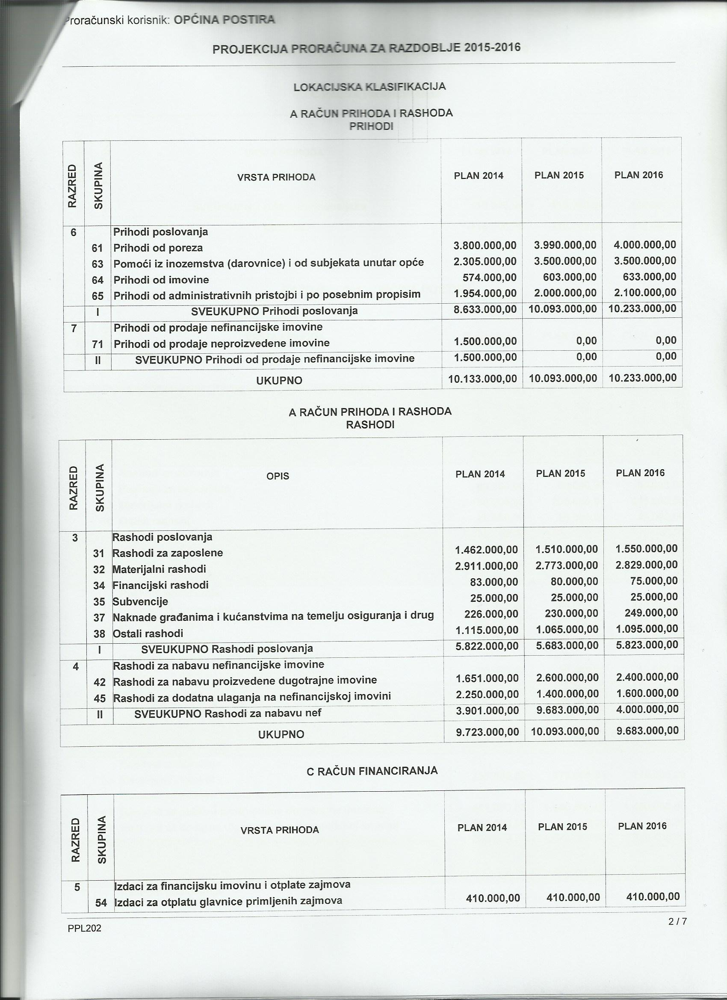 Proračunski korisnik: OPĆINA POSTIRA
PROJEKCIJA PRORAČUNA ZA RAZDOBLJE 2015-2016
LOKACIJSKA KLASIFIKACIJA
A RAČUN PRIHODA I RASHODA
PRIHODI
RAZRED SKUPINA VRSTA PRIHODA PLAN 2014 PLAN 2015 PLAN 2016
6 Prihodi poslovanja
61 Prihodi od poreza 3.800.000,00 3.990.000,00 4.000.000,00
63 Pomoći iz inozemstva (darovnice) i od subjekata unutar opće 2.305.000,00 3.500.000,00 3.500.000,00
64 Prihodi od imovine 574.000,00 603.000,00 633.000,00
65 Prihodi od administrativnih pristojbi i po posebnim propisim 1.954.000,00 2.000.000,00 2.100.000,00
I SVEUKUPNO Prihodi poslovanja 8.633.000,00 10.093.000,00 10.233.000,00
7 Prihodi od prodaje nefinancijske imovine
71 Prihodi od prodaje neproizvedene imovine 1.500.000,00 0,00 0,00
II SVEUKUPNO Prihodi od prodaje nefinancijske imovine 1.500.000,00 0,00 0,00
UKUPNO 10.133.000,00 10.093.000,00 10.233.000,00
A RAČUN PRIHODA I RASHODA
RASHODI
RAZRED SKUPINA OPIS PLAN 2014 PLAN 2015 PLAN 2016
3 Rashodi poslovanja
31 Rashodi za zaposlene 1.462.000,00 1.510.000,00 1.550.000,00
32 Materijalni rashodi 2.911.000,00 2.773.000,00 2.829.000,00
34 Financijski rashodi 83.000,00 80.000,00 75.000,00
35 Subvencije 25.000,00 25.000,00 25.000,00
37 Naknade građanima i kućanstvima na temelju osiguranja i drug 226.000,00 230.000,00 249.000,00
38 Ostali rashodi 1.115.000,00 1.065.000,00 1.095.000,00
I SVEUKUPNO Rashodi poslovanja 5.822.000,00 5.683.000,00 5.823.000,00
4 Rashodi za nabavu nefinancijske imovine
42 Rashodi za nabavu proizvedene dugotrajne imovine 1.651.000,00 2.600.000,00 2.400.000,00
45 Rashodi za dodatna ulaganja na nefinancijskoj imovini 2.250.000,00 1.400.000,00 1.600.000,00
II SVEUKUPNO Rashodi za nabavu nef 3.901.000,00 9.683.000,00 4.000.000,00
UKUPNO 9.723.000,00 10.093.000,00 9.683.000,00
C RAČUN FINANCIRANJA
RAZRED SKUPINA VRSTA PRIHODA PLAN 2014 PLAN 2015 PLAN 2016
5 Izdaci za financijsku imovinu i otplate zajmova
54 Izdaci za otplatu glavnice primljenih zajmova 410.000,00 410.000,00 410.000,00
PPL202 2 / 7